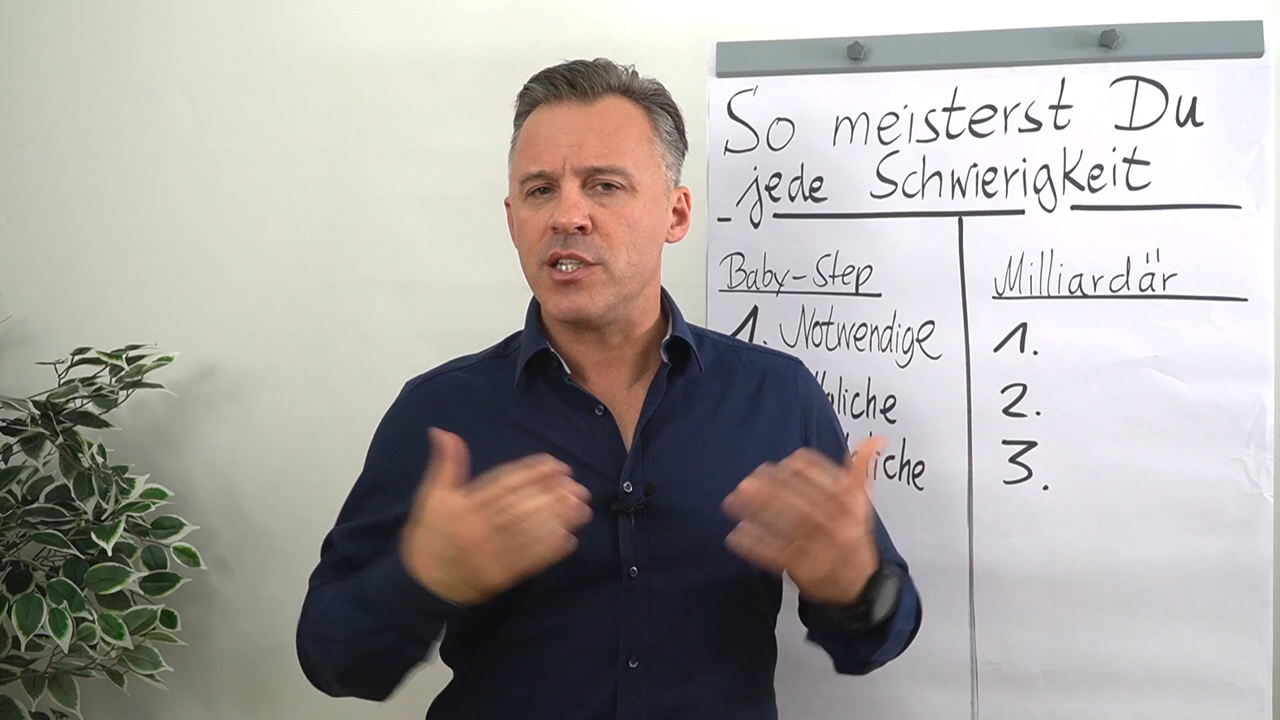 So meisterst Du
jede Schwierigkeit
Baby-Step
1. Notwendige
Milliardär
1.
2.
3.